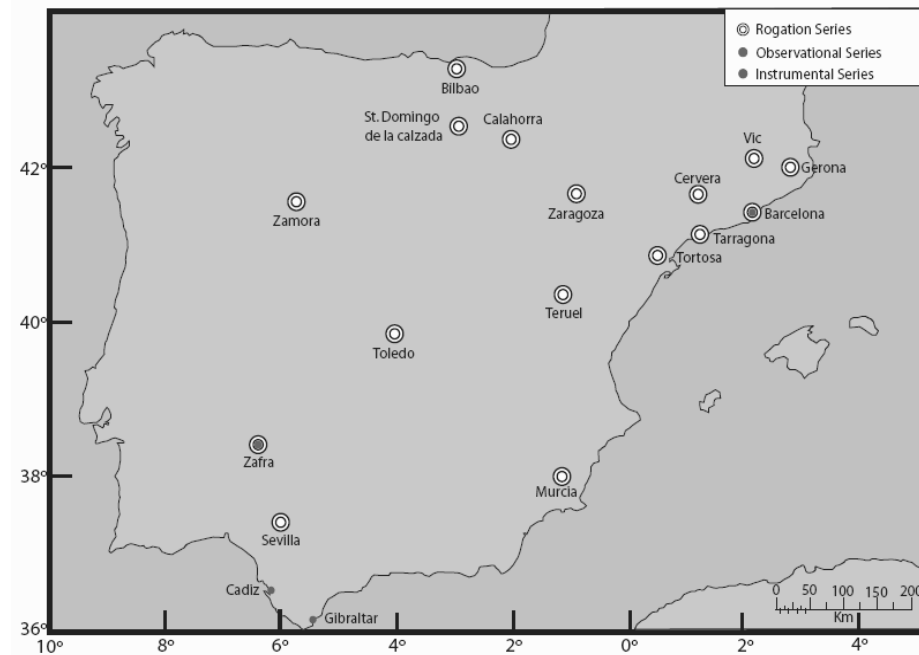 Rogation Series
Observational Series
Instrumental Series
Bilbao
St. Domingo
de la calzada
Calahorra
Vic
Gerona
42º
Cervera
Zamora
Zaragoza
Barcelona
Tarragona
Tortosa
Teruel
40º
Toledo
Zafra
38º
Murcia
Sevilla
Cadiz
Gibraltar
0 50 100 150 200
Km
36º
10º 8º 6º 4º 2º 0º 2º 4º